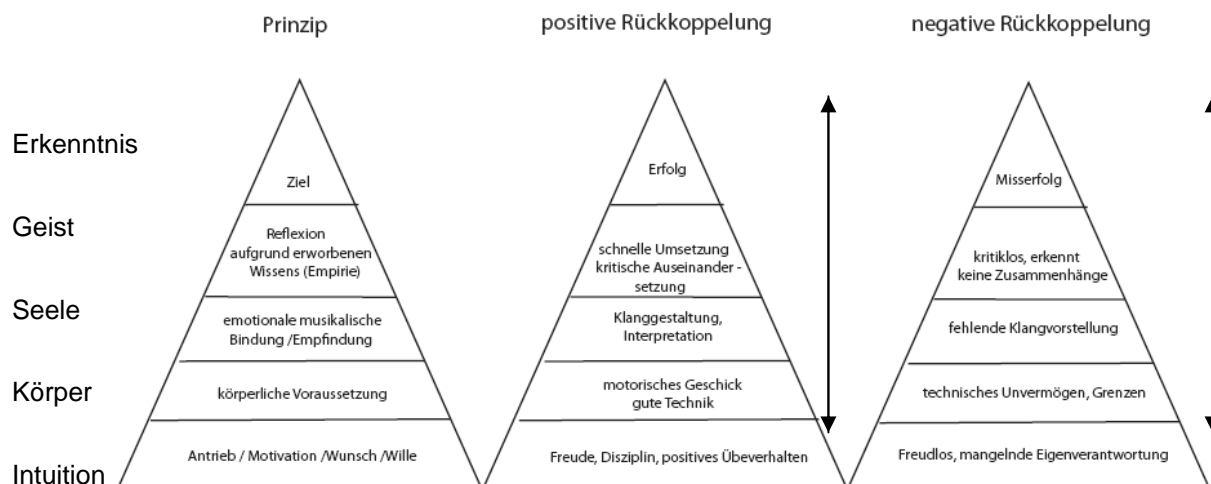 Prinzip
positive Rückkoppelung
negative Rückkoppelung
Erkenntnis
Ziel
Erfolg
Misserfolg
Geist
Reflexion
aufgrund erworbenen
Wissens (Empirie)
schnelle Umsetzung
kritische Auseinander -
setzung
kritiklos, erkennt
keine Zusammenhänge
Seele
emotionale musikalische
Bindung /Empfindung
Klanggestaltung,
Interpretation
fehlende Klangvorstellung
Körper
körperliche Voraussetzung
motorisches Geschick
gute Technik
technisches Unvermögen, Grenzen
Intuition
Antrieb / Motivation /Wunsch /Wille
Freude, Disziplin, positives Übeverhalten
Freudlos, mangelnde Eigenverantwortung